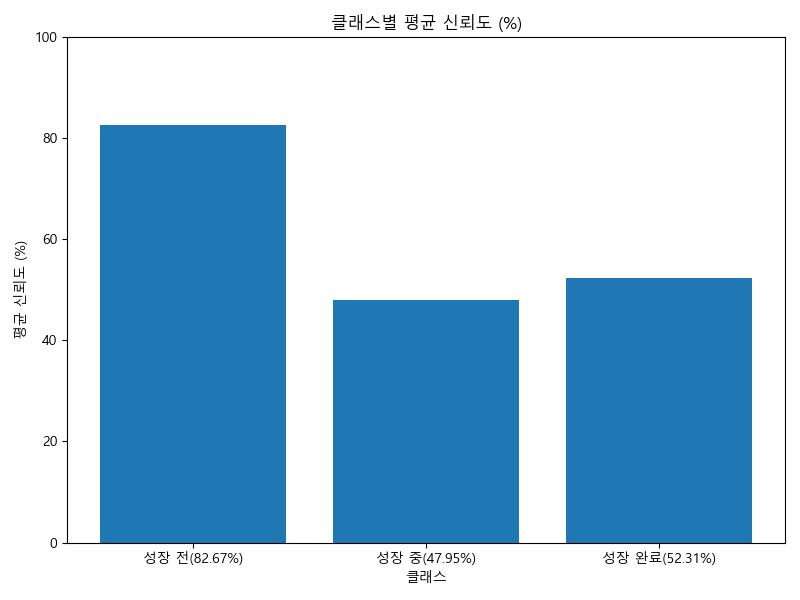 클래스별 평균 신뢰도 (%)
평균 신뢰도 (%)
100
80
60
40
20
0
성장 전(82.67%) 성장 중(47.95%) 성장 완료(52.31%)
클래스